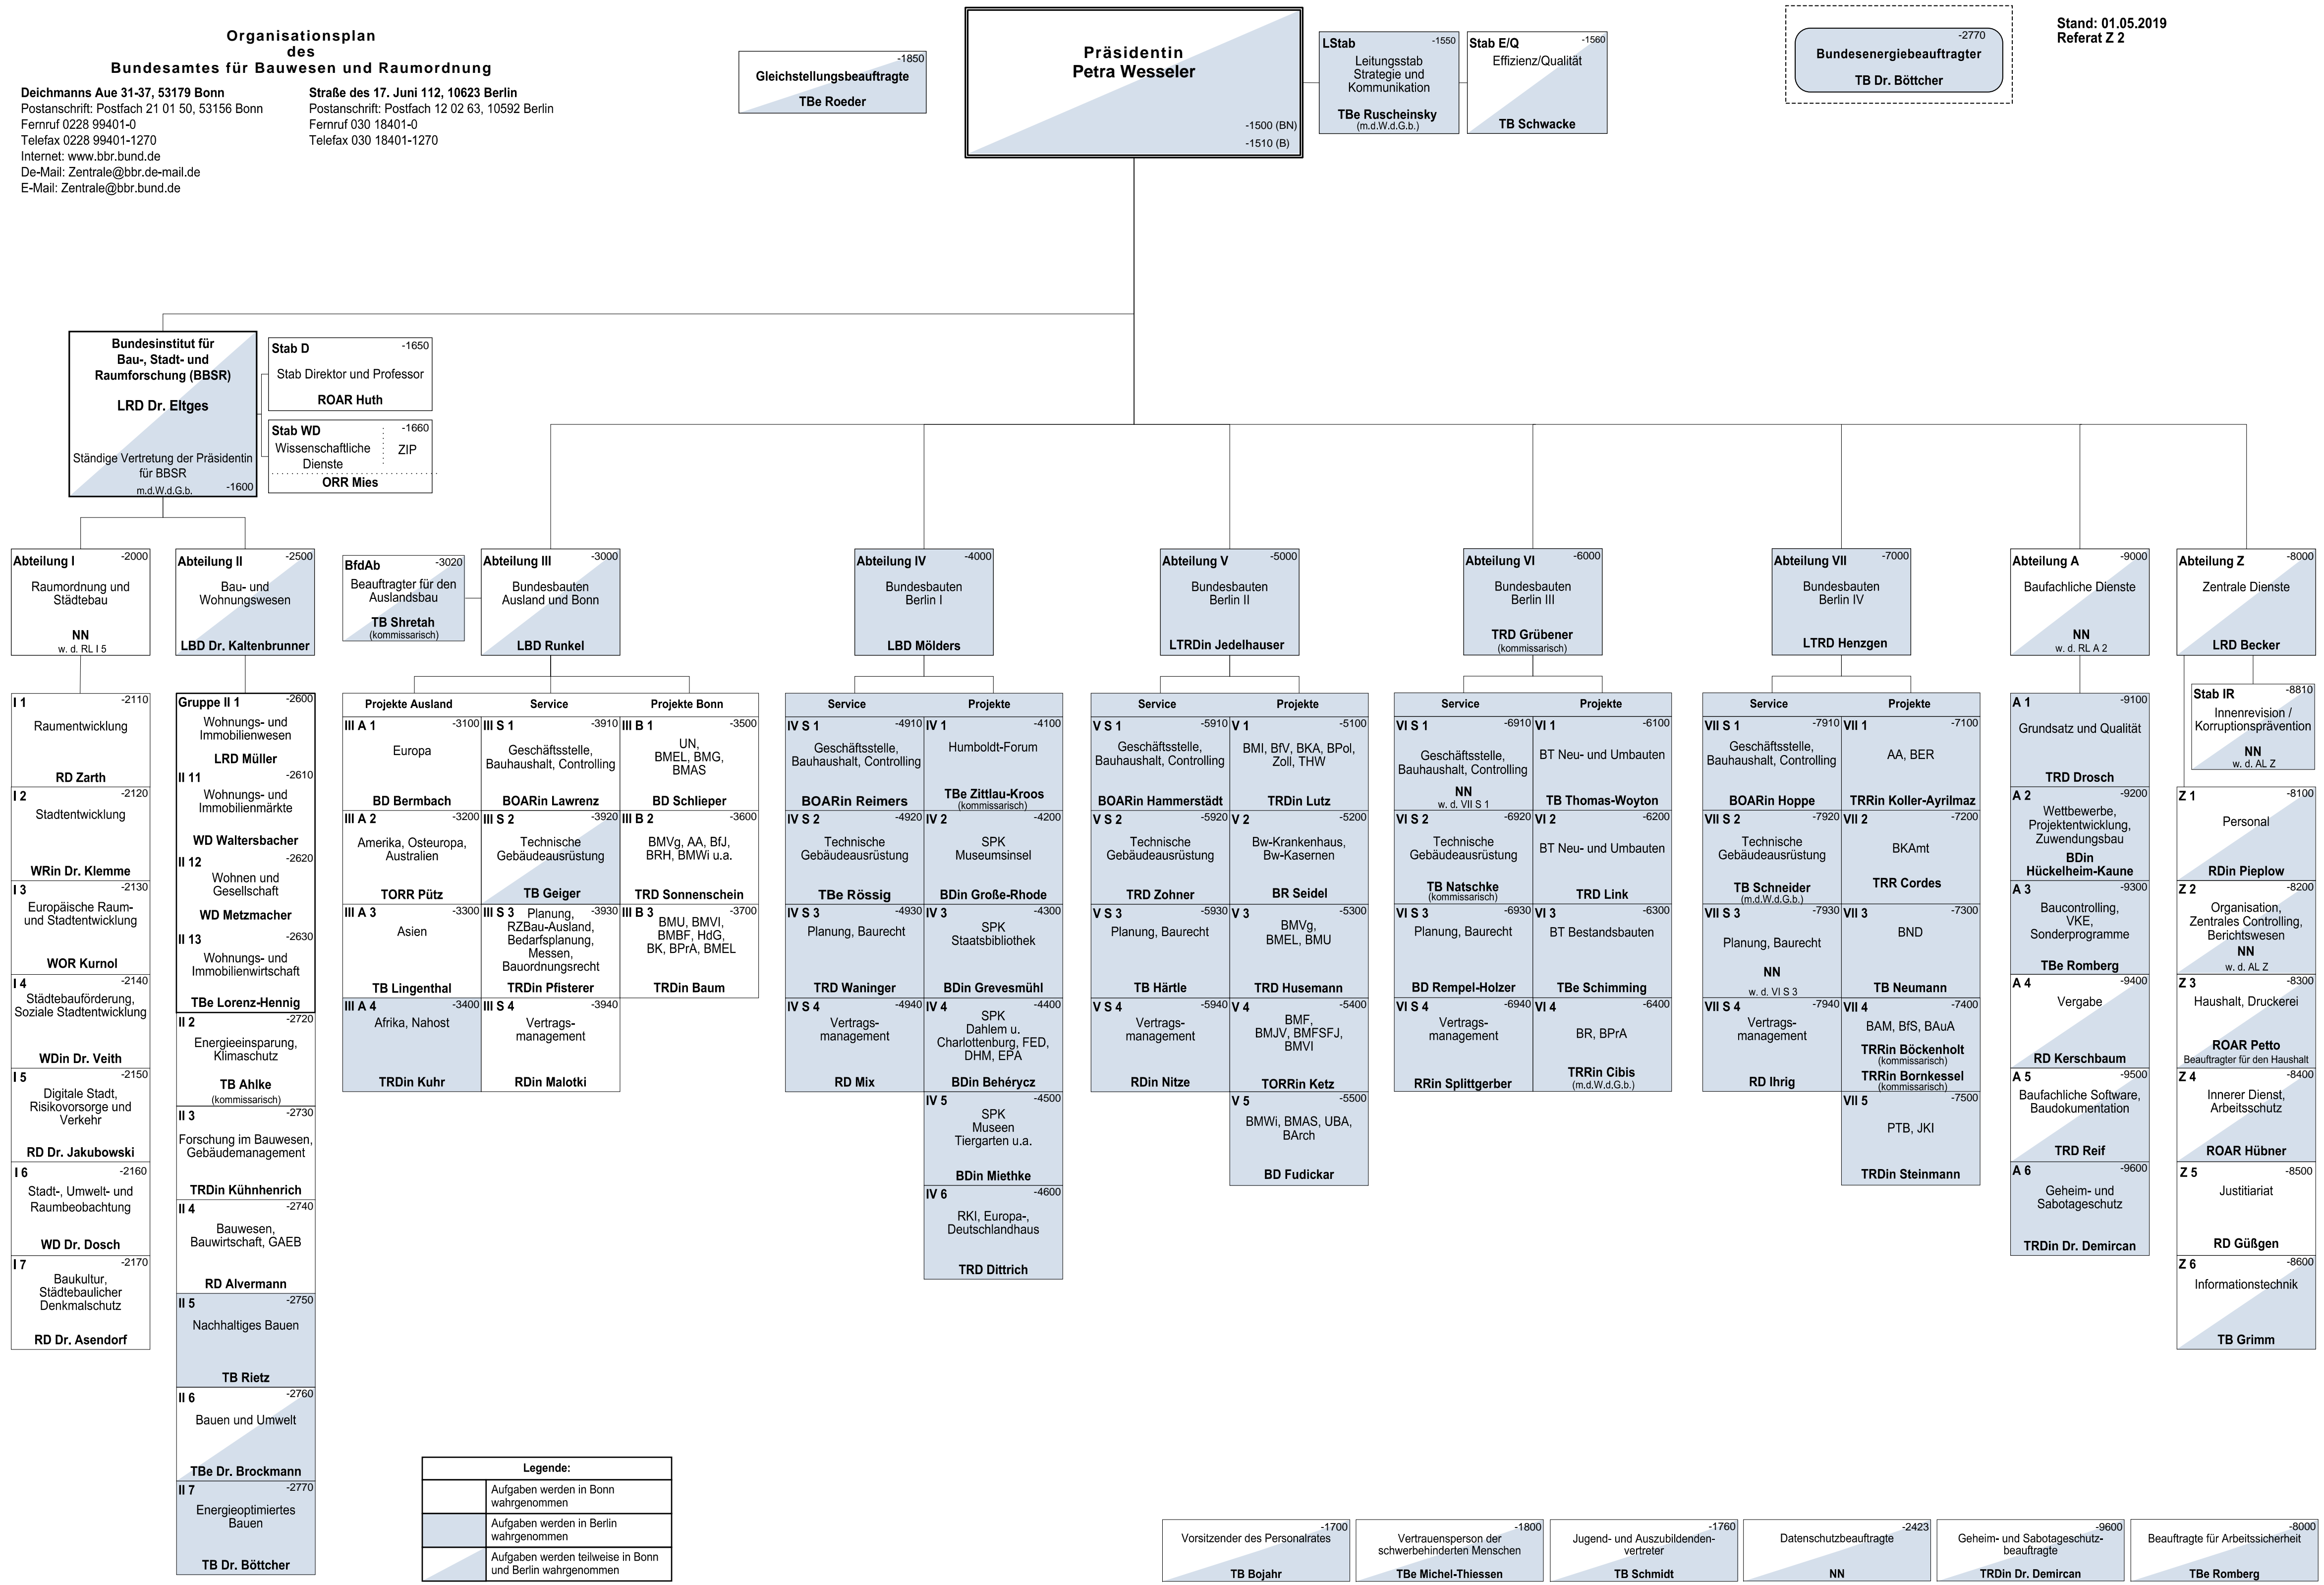 Organisationsplan
des
Bundesamtes für Bauwesen und Raumordnung
Deichmanns Aue 31-37, 53179 Bonn
Postanschrift: Postfach 21 01 50, 53156 Bonn
Fernruf 0228 99401-0
Telefax 0228 99401-1270
Internet: www.bbr.bund.de
De-Mail: Zentrale@bbr.de-mail.de
E-Mail: Zentrale@bbr.bund.de
Straße des 17. Juni 112, 10623 Berlin
Postanschrift: Postfach 12 02 63, 10592 Berlin
Fernruf 030 18401-0
Telefax 030 18401-1270
-1850
Gleichstellungsbeauftragte
TBe Roeder
Präsidentin
Petra Wesseler
-1500 (BN)
-1510 (B)
LStab -1550
Leitungsstab
Strategie und
Kommunikation
TBe Ruscheinsky
(m.d.W.d.G.b.)
Stab E/Q -1560
Effizienz/Qualität
TB Schwacke
-2770
Bundesenergiebeauftragter
TB Dr. Böttcher
Stand: 01.05.2019
Referat Z 2
Bundesinstitut für
Bau-, Stadt- und
Raumforschung (BBSR)
LRD Dr. Eltges
Ständige Vertretung der Präsidentin
für BBSR
m.d.W.d.G.b. -1600
Stab D -1650
Stab Direktor und Professor
ROAR Huth
Stab WD -1660
Wissenschaftliche
Dienste
ZIP
ORR Mies
Abteilung I -2000
Raumordnung und
Städtebau
NN
w. d. RL I 5
I 1 -2110
Raumentwicklung
RD Zarth
I 2 -2120
Stadtentwicklung
WRin Dr. Klemme
I 3 -2130
Europäische Raum-
und Stadtentwicklung
WOR Kurnol
I 4 -2140
Städtebauförderung,
Soziale Stadtentwicklung
WDin Dr. Veith
I 5 -2150
Digitale Stadt,
Risikovorsorge und
Verkehr
RD Dr. Jakubowski
I 6 -2160
Stadt-, Umwelt- und
Raumbeobachtung
WD Dr. Dosch
I 7 -2170
Baukultur,
Städtebaulicher
Denkmalschutz
RD Dr. Asendorf
Abteilung II -2500
Bau- und
Wohnungswesen
LBD Dr. Kaltenbrunner
Gruppe II 1 -2600
Wohnungs- und
Immobilienwesen
LRD Müller
II 11 -2610
Wohnungs- und
Immobilienmärkte
WD Waltersbacher
II 12 -2620
Wohnen und
Gesellschaft
WD Metzmacher
II 13 -2630
Wohnungs- und
Immobilienwirtschaft
TBe Lorenz-Hennig
II 2 -2720
Energieeinsparung,
Klimaschutz
TB Ahlke
(kommissarisch)
II 3 -2730
Forschung im Bauwesen,
Gebäudemanagement
TRDin Kühnhenrich
II 4 -2740
Bauwesen,
Bauwirtschaft, GAEB
RD Alvermann
II 5 -2750
Nachhaltiges Bauen
TB Rietz
II 6 -2760
Bauen und Umwelt
TBe Dr. Brockmann
II 7 -2770
Energieoptimiertes
Bauen
TB Dr. Böttcher
BfdAb -3020
Beauftragter für den
Auslandsbau
TB Shretah
(kommissarisch)
Abteilung III -3000
Bundesbauten
Ausland und Bonn
LBD Runkel
Projekte Ausland
III A 1 -3100
Europa
BD Bermbach
III A 2 -3200
Amerika, Osteuropa,
Australien
TORR Pütz
III A 3 -3300
Asien
TB Lingenthal
III A 4 -3400
Afrika, Nahost
TRDin Kuhr
Service
III S 1 -3910
Geschäftsstelle,
Bauhaushalt, Controlling
BOARin Lawrenz
III S 2 -3920
Technische
Gebäudeausrüstung
TB Geiger
III S 3 Planung, -3930
RZBau-Ausland,
Bedarfsplanung,
Messen,
Bauordnungsrecht
TRDin Pfisterer
III S 4 -3940
Vertrags-
management
RDin Malotki
Projekte Bonn
III B 1 -3500
UN,
BMEL, BMG,
BMAS
BD Schlieper
III B 2 -3600
BMVg, AA, BfJ,
BRH, BMWi u.a.
TRD Sonnenschein
III B 3 -3700
BMU, BMVI,
BMBF, HdG,
BK, BPrA, BMEL
TRDin Baum
Abteilung IV -4000
Bundesbauten
Berlin I
LBD Mölders
Service
IV S 1 -4910
Geschäftsstelle,
Bauhaushalt, Controlling
BOARin Reimers
IV S 2 -4920
Technische
Gebäudeausrüstung
TBe Rössig
IV S 3 -4930
Planung, Baurecht
TRD Waninger
IV S 4 -4940
Vertrags-
management
RD Mix
Projekte
IV 1 -4100
Humboldt-Forum
TBe Zittlau-Kroos
(kommissarisch)
IV 2 -4200
SPK
Museumsinsel
BDin Große-Rhode
IV 3 -4300
SPK
Staatsbibliothek
BDin Grevesmühl
IV 4 -4400
SPK
Dahlem u.
Charlottenburg, FED,
DHM, EPA
BDin Behérycz
IV 5 -4500
SPK
Museen
Tiergarten u.a.
BDin Miethke
IV 6 -4600
RKI, Europa-,
Deutschlandhaus
TRD Dittrich
Abteilung V -5000
Bundesbauten
Berlin II
LTRDin Jedelhauser
Service
V S 1 -5910
Geschäftsstelle,
Bauhaushalt, Controlling
BOARin Hammerstädt
V S 2 -5920
Technische
Gebäudeausrüstung
TRD Zohner
V S 3 -5930
Planung, Baurecht
TB Härtle
V S 4 -5940
Vertrags-
management
RDin Nitze
Projekte
V 1 -5100
BMI, BfV, BKA, BPol,
Zoll, THW
TRDin Lutz
V 2 -5200
Bw-Krankenhaus,
Bw-Kasernen
BR Seidel
V 3 -5300
BMVg,
BMEL, BMU
TRD Husemann
V 4 -5400
BMF,
BMJV, BMFSFJ,
BMVI
TORRin Ketz
V 5 -5500
BMWi, BMAS, UBA,
BArch
BD Fudickar
Abteilung VI -6000
Bundesbauten
Berlin III
TRD Grübener
(kommissarisch)
Service
VI S 1 -6910
Geschäftsstelle,
Bauhaushalt, Controlling
NN
w. d. VII S 1
VI S 2 -6920
Technische
Gebäudeausrüstung
TB Natschke
(kommissarisch)
VI S 3 -6930
Planung, Baurecht
BD Rempel-Holzer
VI S 4 -6940
Vertrags-
management
RRin Splittgerber
Projekte
VI 1 -6100
BT Neu- und Umbauten
TB Thomas-Woyton
VI 2 -6200
BT Neu- und Umbauten
TRD Link
VI 3 -6300
BT Bestandsbauten
TBe Schimming
VI 4 -6400
BR, BPrA
TRRin Cibis
(m.d.W,d,G.b.)
Abteilung VII -7000
Bundesbauten
Berlin IV
LTRD Henzgen
Service
VII S 1 -7910
Geschäftsstelle,
Bauhaushalt, Controlling
BOARin Hoppe
VII S 2 -7920
Technische
Gebäudeausrüstung
TB Schneider
(m.d.W.d.G.b.)
VII S 3 -7930
Planung, Baurecht
NN
w. d. VI S 3
VII S 4 -7940
Vertrags-
management
RD Ihrig
Projekte
VII 1 -7100
AA, BER
TRRin Koller-Ayrilmaz
VII 2 -7200
BKAmt
TRR Cordes
VII 3 -7300
BND
TB Neumann
VII 4 -7400
BAM, BfS, BAuA
TRRin Böckenholt
(kommissarisch)
TRRin Bornkessel
(kommissarisch)
VII 5 -7500
PTB, JKI
TRDin Steinmann
Abteilung A -9000
Baufachliche Dienste
NN
w. d. RL A 2
A 1 -9100
Grundsatz und Qualität
TRD Drosch
A 2 -9200
Wettbewerbe,
Projektentwicklung,
Zuwendungsbau
BDin
Hückelheim-Kaune
A 3 -9300
Baucontrolling,
VKE,
Sonderprogramme
TBe Romberg
A 4 -9400
Vergabe
RD Kerschbaum
A 5 -9500
Baufachliche Software,
Baudokumentation
TRD Reif
A 6 -9600
Geheim- und
Sabotageschutz
TRDin Dr. Demircan
Abteilung Z -8000
Zentrale Dienste
LRD Becker
Stab IR -8810
Innenrevision /
Korruptionsprävention
NN
w. d. AL Z
Z 1 -8100
Personal
RDin Pieplow
Z 2 -8200
Organisation,
Zentrales Controlling,
Berichtswesen
NN
w. d. AL Z
Z 3 -8300
Haushalt, Druckerei
ROAR Petto
Beauftragter für den Haushalt
Z 4 -8400
Innerer Dienst,
Arbeitsschutz
ROAR Hübner
Z 5 -8500
Justitiariat
RD Güßgen
Z 6 -8600
Informationstechnik
TB Grimm
Legende:
Aufgaben werden in Bonn
wahrgenommen
Aufgaben werden in Berlin
wahrgenommen
Aufgaben werden teilweise in Bonn
und Berlin wahrgenommen
-1700
Vorsitzender des Personalrates
TB Bojahr
-1800
Vertrauensperson der
schwerbehinderten Menschen
TBe Michel-Thiessen
-1760
Jugend- und Auszubildenden-
vertreter
TB Schmidt
-2423
Datenschutzbeauftragte
NN
-9600
Geheim- und Sabotageschutz-
beauftragte
TRDin Dr. Demircan
-8000
Beauftragte für Arbeitssicherheit
TBe Romberg